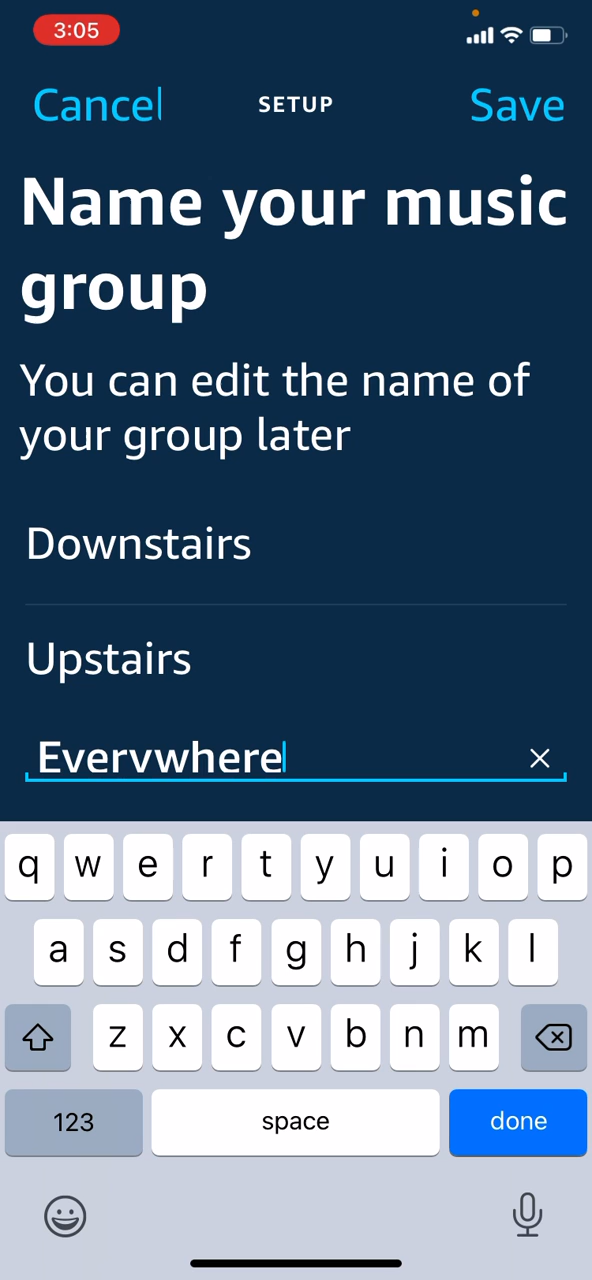 3:05
Cancel SETUP Save
Name your music
group
You can edit the name of
your group later
Downstairs
Upstairs
Everywhere
q w e r t y u i o p
a s d f g h j k l
z x c v b n m
123 space done